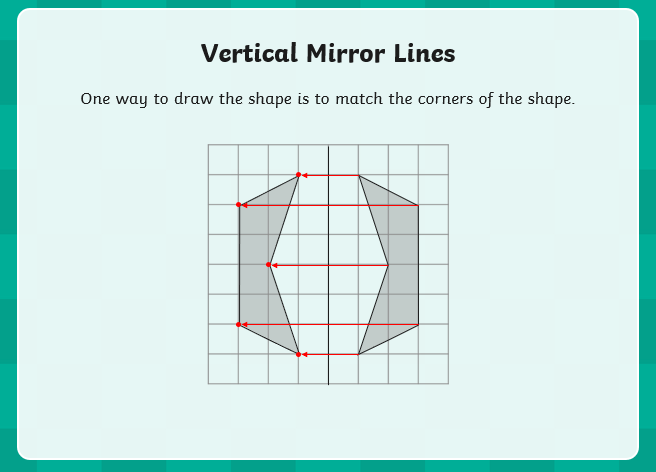 Vertical Mirror Lines
One way to draw the shape is to match the corners of the shape.